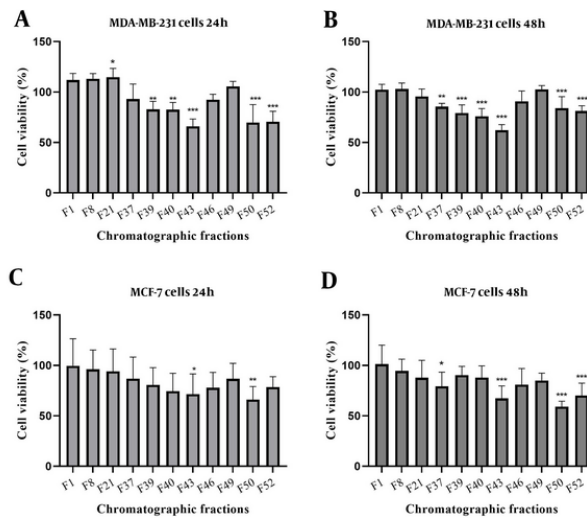 A
MDA-MB-231 cells 24h
Cell viability (%)
150
100
50
0
*
**
**
***
***
***
F1
F8
F21
F37
F39
F40
F43
F46
F49
F50
F52
Chromatographic fractions
B
MDA-MB-231 cells 48h
Cell viability (%)
150
100
50
0
**
***
***
***
***
***
F1
F8
F21
F37
F39
F40
F43
F46
F49
F50
F52
Chromatographic fractions
C
MCF-7 cells 24h
Cell viability (%)
150
100
50
0
*
**
F1
F8
F21
F37
F39
F40
F43
F46
F49
F50
F52
Chromatographic fractions
D
MCF-7 cells 48h
Cell viability (%)
150
100
50
0
*
***
***
***
F1
F8
F21
F37
F39
F40
F43
F46
F49
F50
F52
Chromatographic fractions